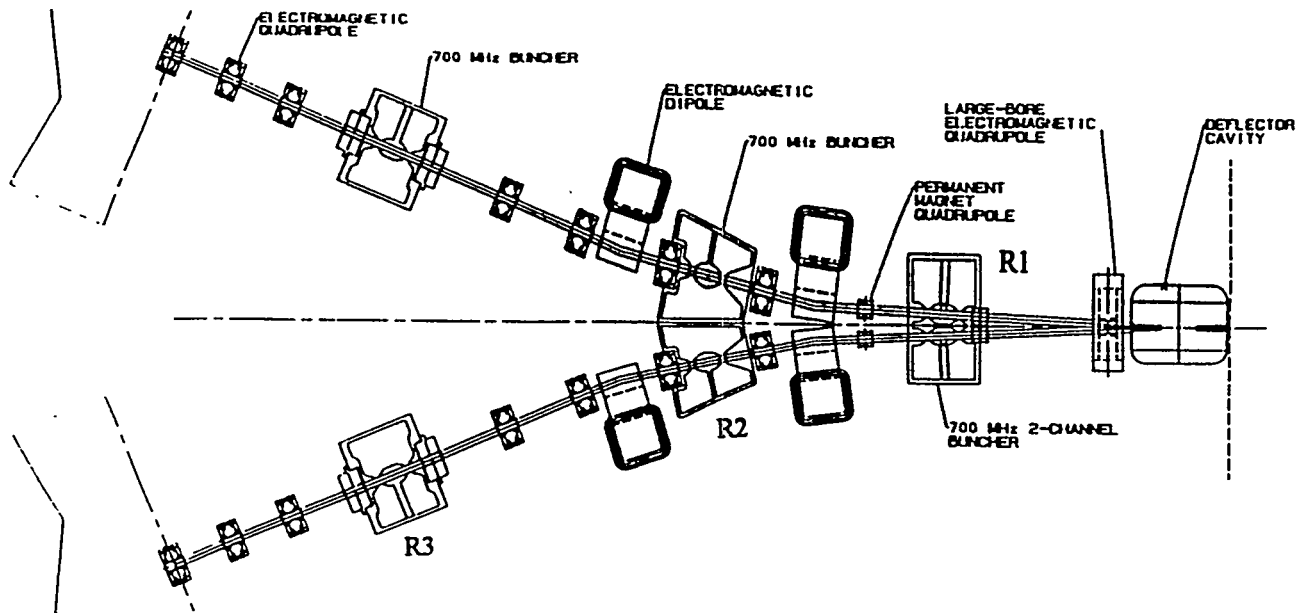 ELECTROMAGNETIC
QUADRUPOLE
700 MHz BUNCHER
ELECTROMAGNETIC
DIPOLE
700 MHz BUNCHER
LARGE-BORE
ELECTROMAGNETIC
QUADRUPOLE
DEFLECTOR
CAVITY
PERMANENT
MAGNET
QUADRUPOLE
R1
R2
700 MHz 2-CHANNEL
BUNCHER
R3